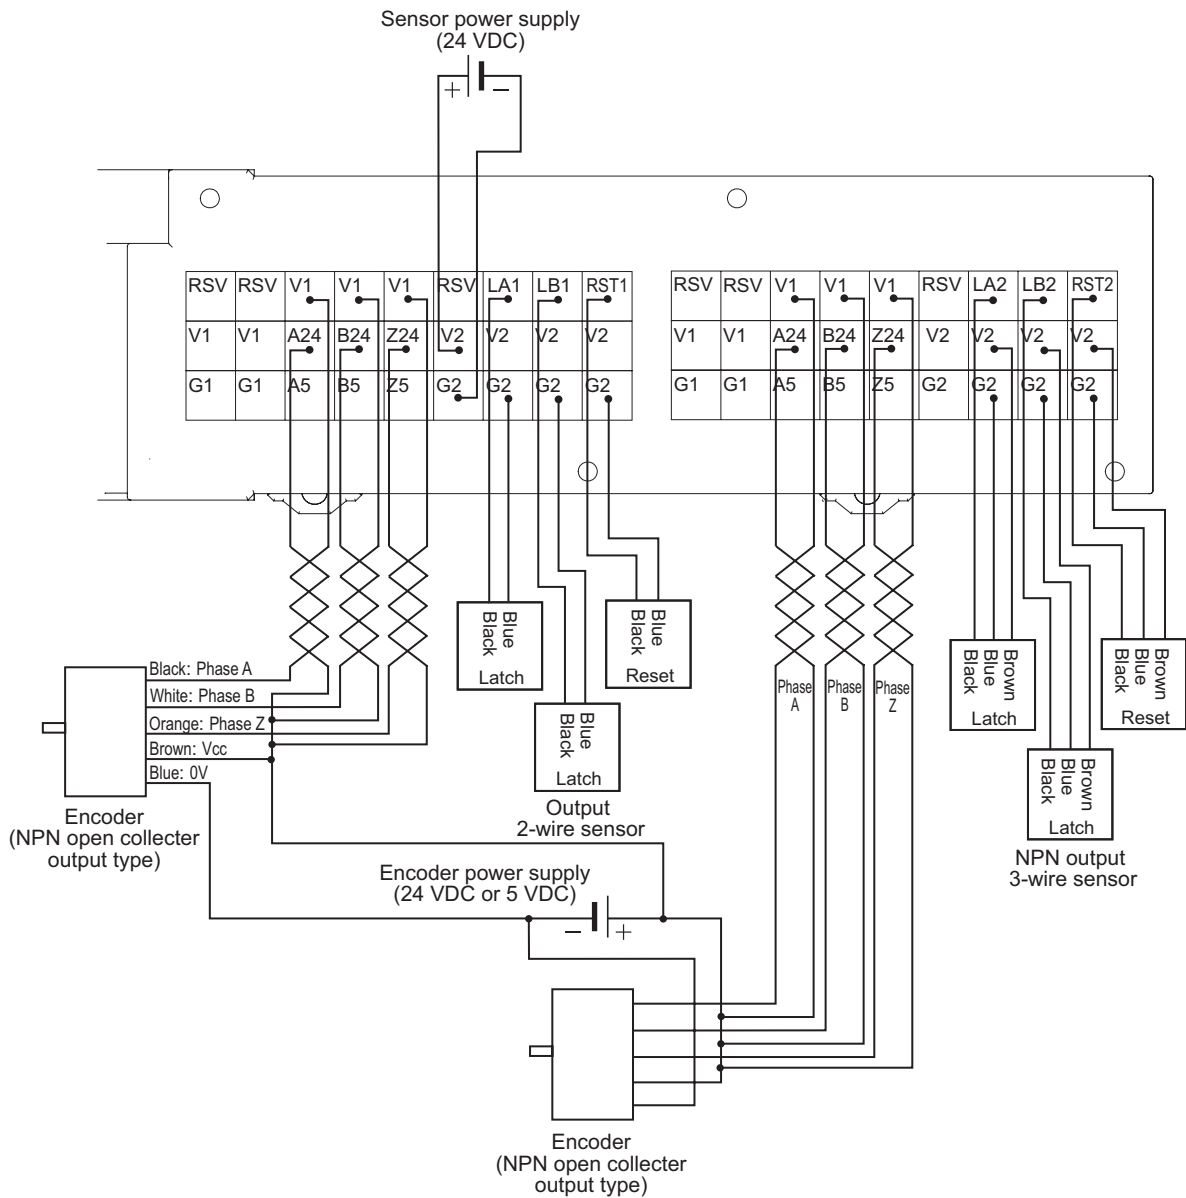 Sensor power supply
(24 VDC)
+ −
RSV RSV V1 V1 V1 RSV LA1 LB1 RST1
V1 V1 A24 B24 Z24 V2 V2 V2 V2
G1 G1 A5 B5 Z5 G2 G2 G2 G2
RSV RSV V1 V1 V1 RSV LA2 LB2 RST2
V1 V1 A24 B24 Z24 V2 V2 V2 V2
G1 G1 A5 B5 Z5 G2 G2 G2 G2
Black: Phase A
White: Phase B
Orange: Phase Z
Brown: Vcc
Blue: 0V
Encoder
(NPN open collecter
output type)
Black
Blue
Latch
Black
Blue
Latch
Black
Blue
Reset
Output
2-wire sensor
Phase
A
Phase
B
Phase
Z
Black
Blue
Brown
Latch
Black
Blue
Brown
Latch
Black
Blue
Brown
Reset
NPN output
3-wire sensor
Encoder power supply
(24 VDC or 5 VDC)
− +
Encoder
(NPN open collecter
output type)